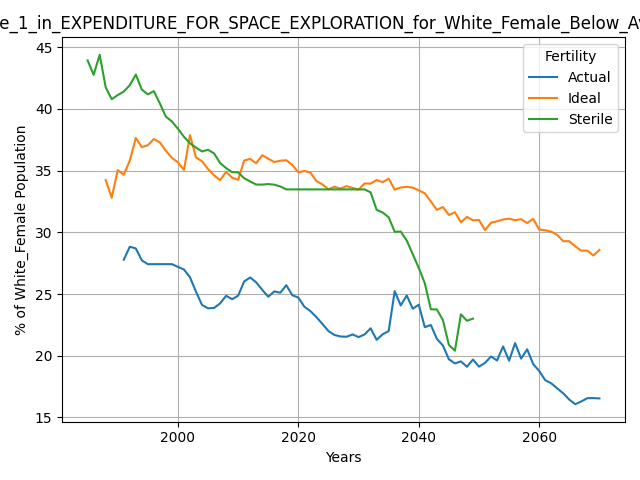 e_1_in_EXPENDITURE_FOR_SPACE_EXPLORATION_for_White_Female_Below_A
Fertility
Actual
Ideal
Sterile
% of White_Female Population
45
40
35
30
25
20
15
2000
2020
2040
2060
Years